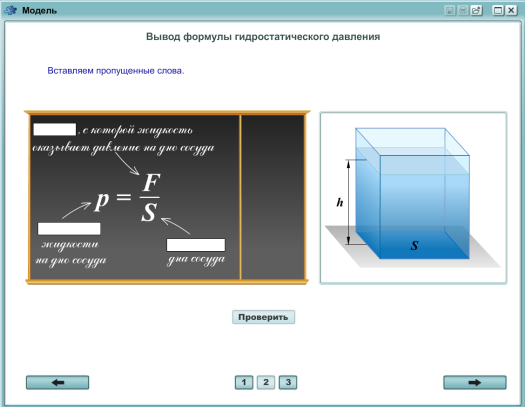 Модель
Вывод формулы гидростатического давления
Вставляем пропущенные слова.
, с которой жидкость
оказывает давление на дно сосуда
p = F
S
жидкости
на дно сосуда
дна сосуда
h
S
Проверить
1 2 3